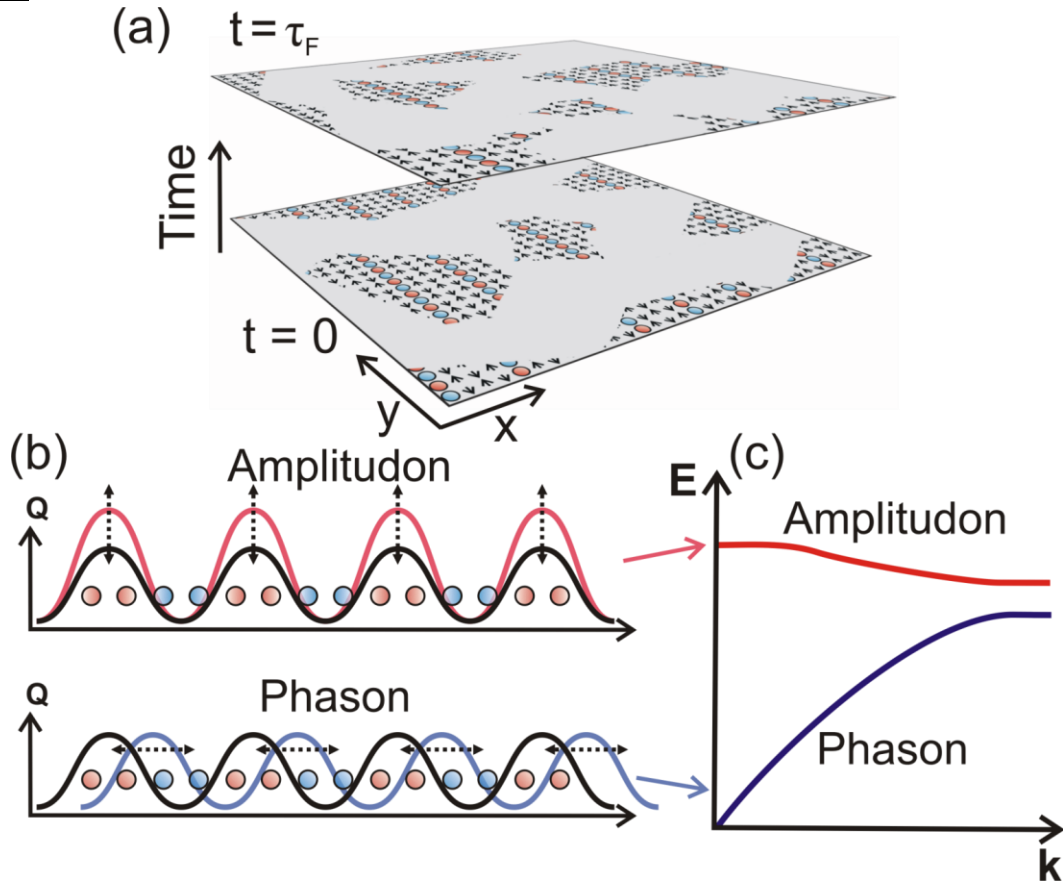 (a)
t = τF
Time
t = 0
y
x
(b)
Amplitudon
Q
Phason
Q
(c)
E
Amplitudon
Phason
k